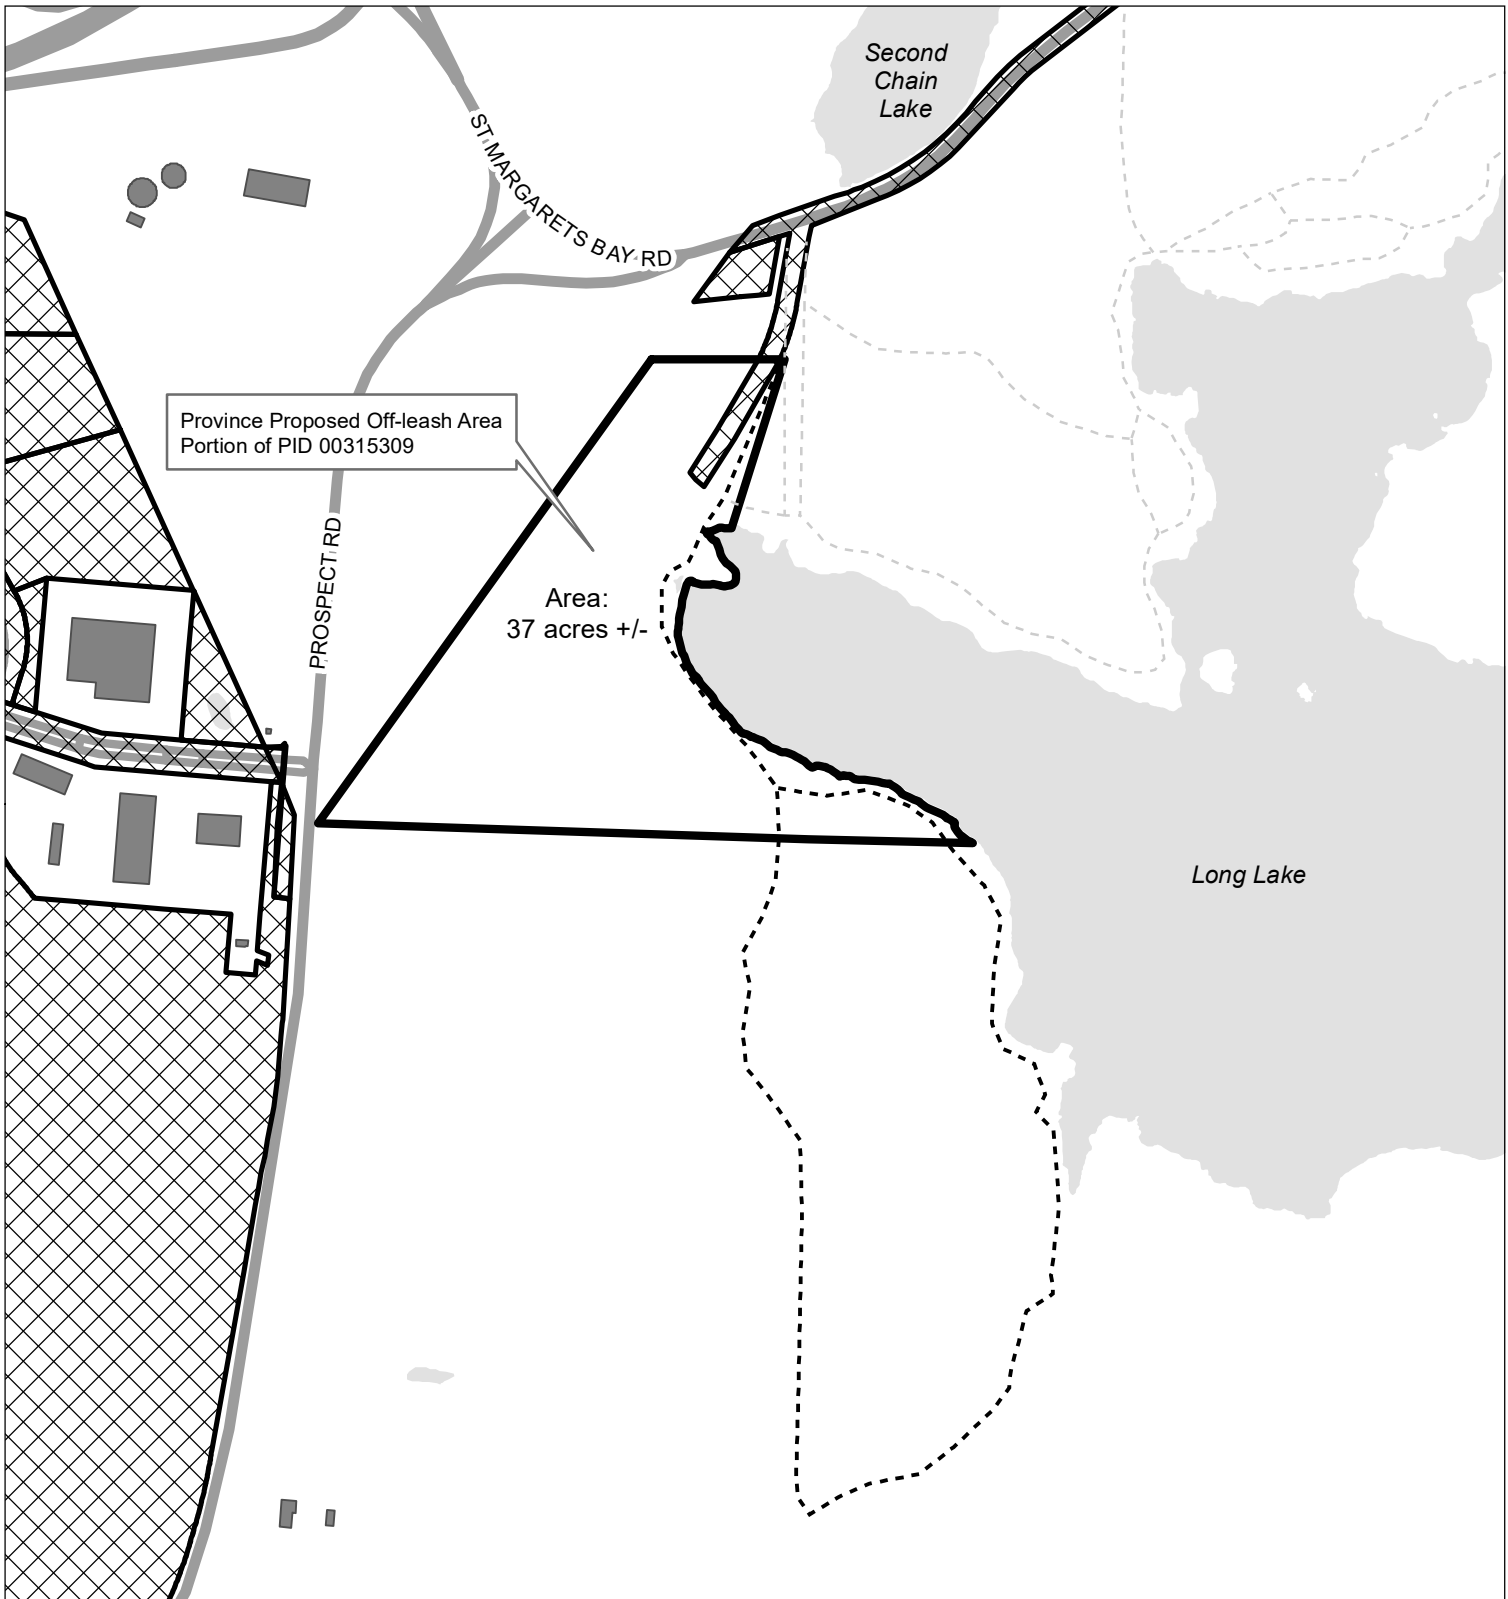 Second
Chain
Lake
ST MARGARETS BAY RD
Province Proposed Off-leash Area
Portion of PID 00315309
PROSPECT RD
Area:
37 acres +/-
Long Lake